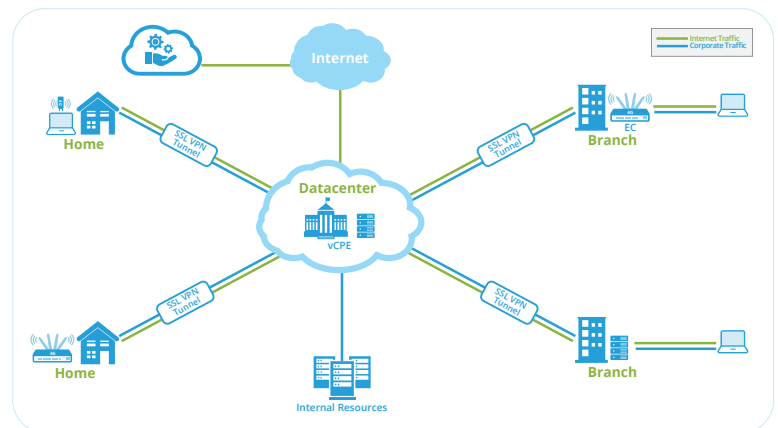 Internet
Internet Traffic
Corporate Traffic
Home
SSL VPN
Tunnel
SSL VPN
Tunnel
EC
Branch
Datacenter
vCPE
SSL VPN
Tunnel
SSL VPN
Tunnel
4G
Home
Branch
Internal Resources